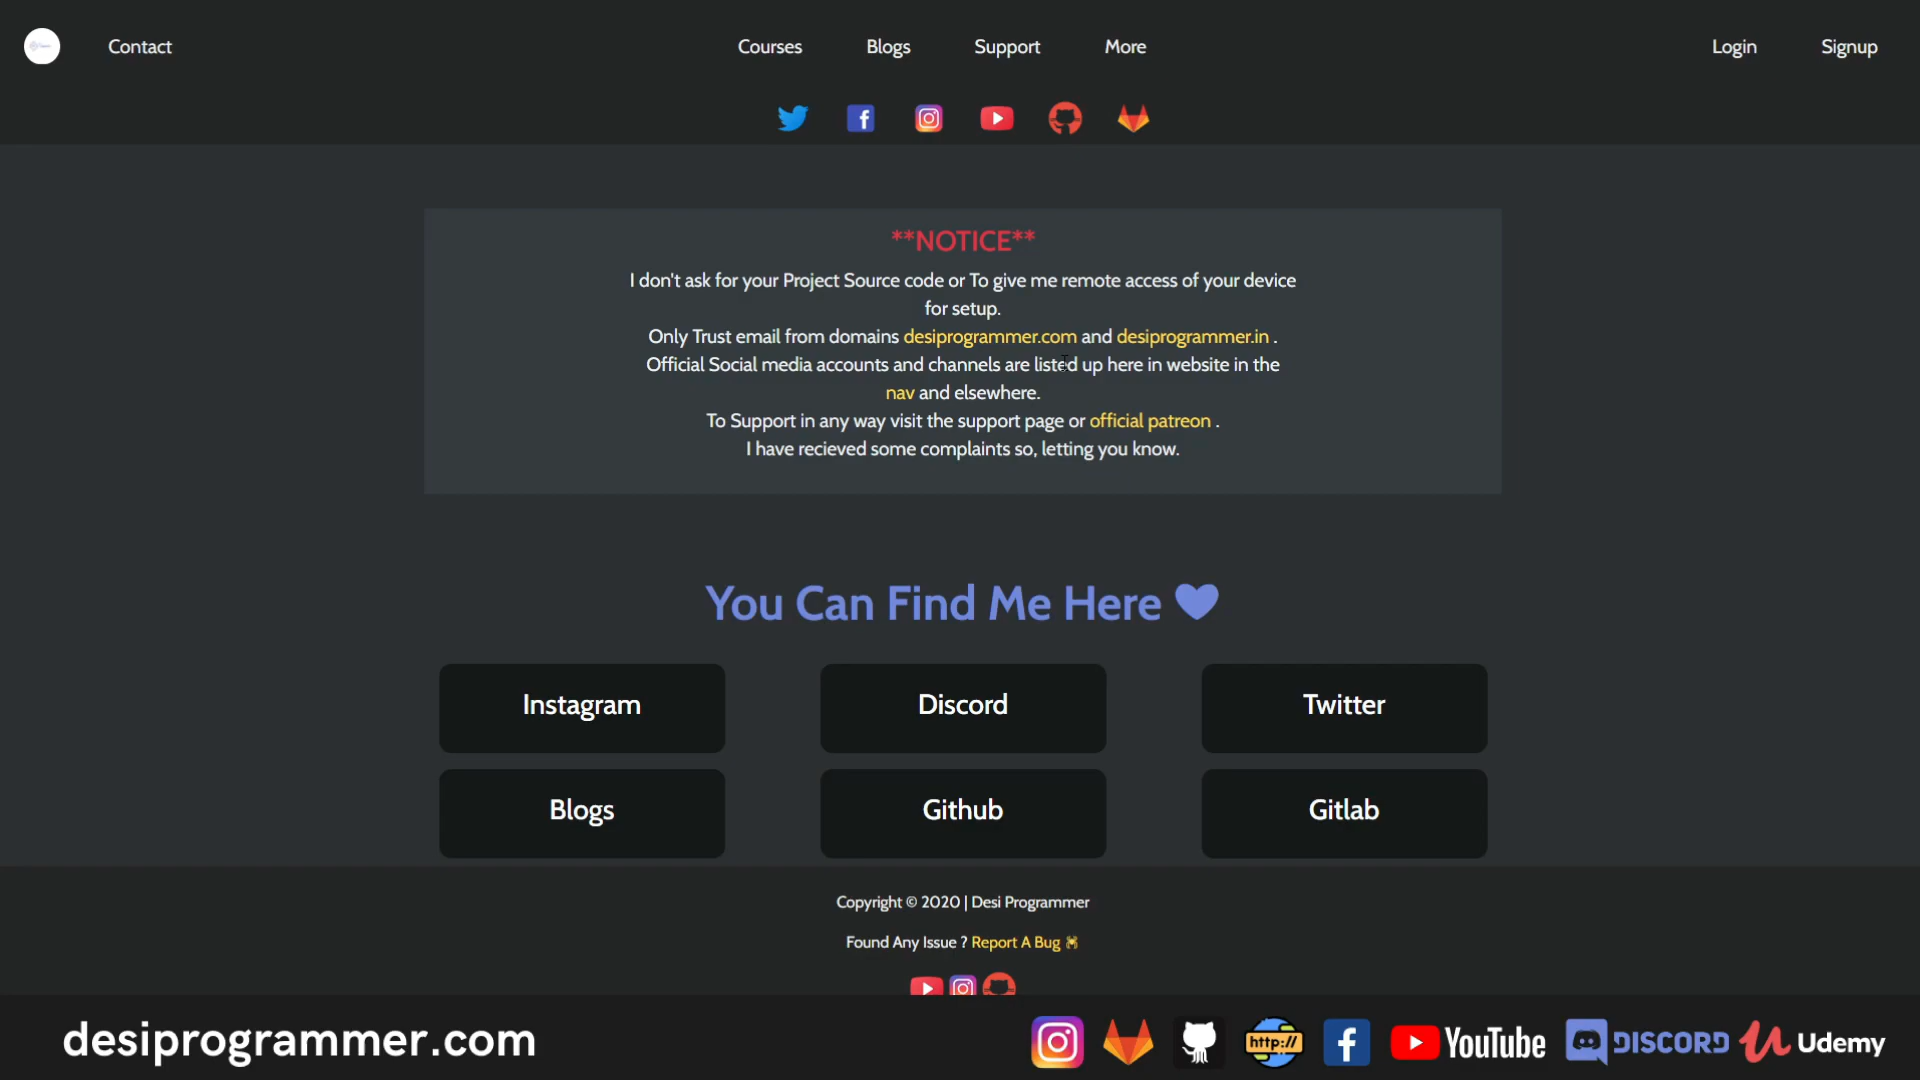 Contact
Courses
Blogs
Support
More
Login
Signup
**NOTICE**
I don't ask for your Project Source code or To give me remote access of your device
for setup.
Only Trust email from domains desiprogrammer.com and desiprogrammer.in .
Official Social media accounts and channels are listed up here in website in the
nav and elsewhere.
To Support in any way visit the support page or official patreon .
I have recieved some complaints so, letting you know.
You Can Find Me Here
Instagram
Discord
Twitter
Blogs
Github
Gitlab
Copyright © 2020 | Desi Programmer
Found Any Issue ? Report A Bug
desiprogrammer.com
http://
YouTube
DISCORD
Udemy